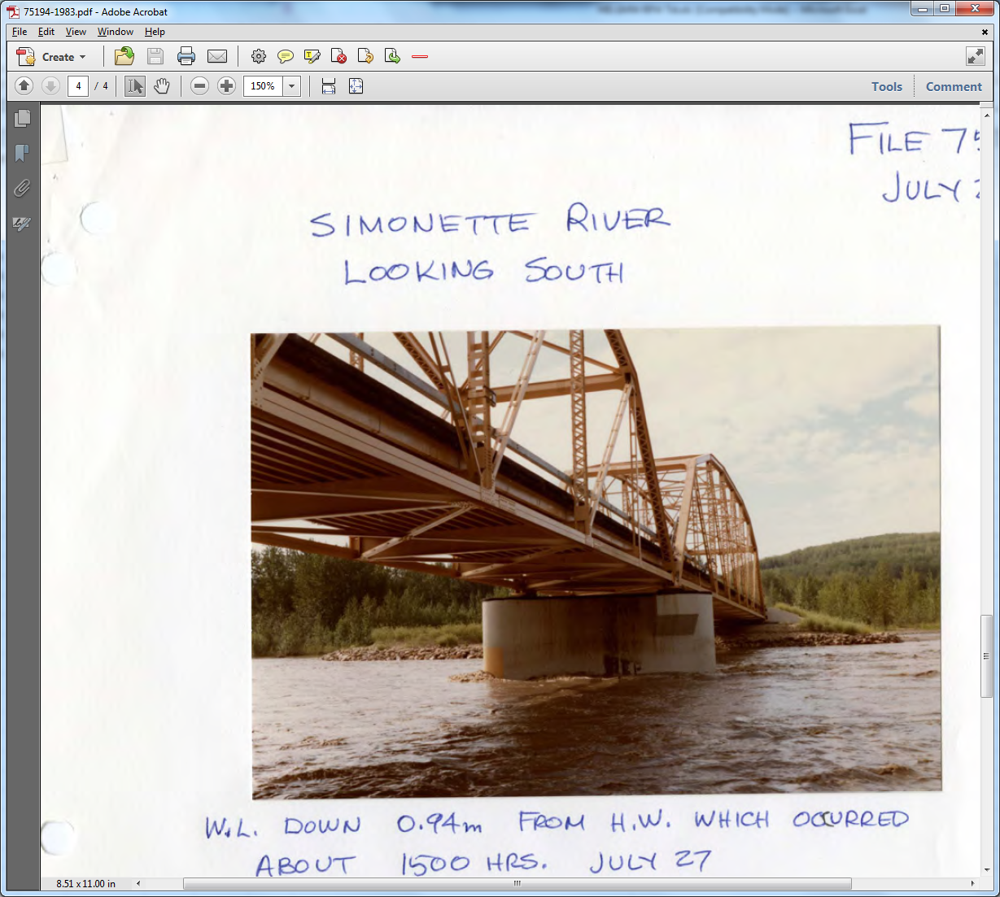 75194-1983.pdf - Adobe Acrobat
File Edit View Window Help
Create
4 / 4 150% Tools Comment
FILE 75
JULY 2
SIMONETTE RIVER
LOOKING SOUTH
W.L. DOWN 0.94m FROM H.W. WHICH OCCURRED
ABOUT 1500 HRS. JULY 27
8.51 x 11.00 in